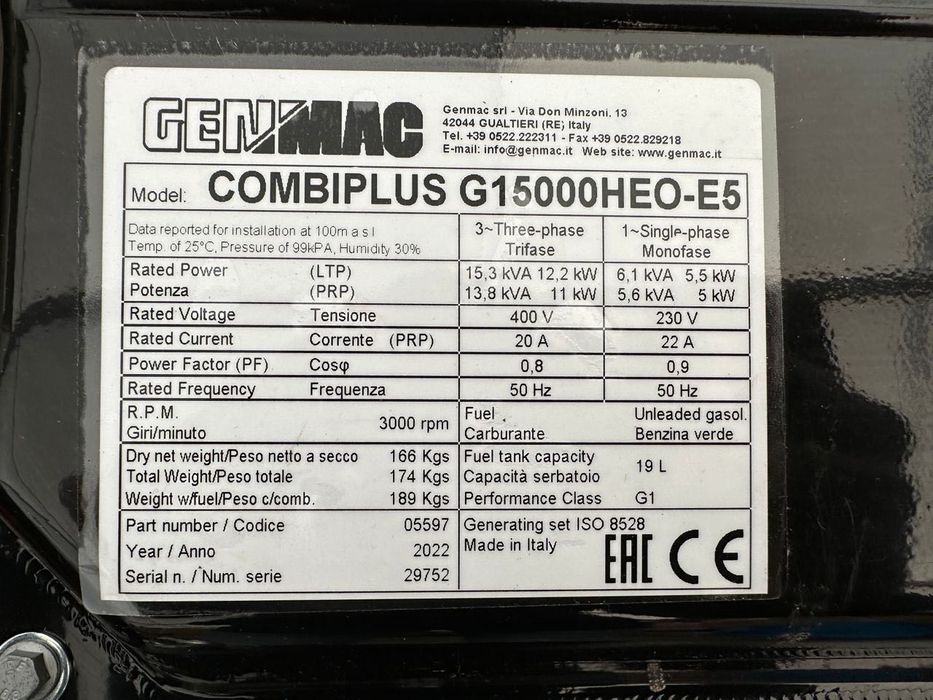 GENMAC
Genmac srl - Via Don Minzoni, 13
42044 GUALTIERI (RE) Italy
Tel. +39 0522.222311 - Fax +39 0522.829218
E-mail: info@genmac.it Web site: www.genmac.it
Model: COMBIPLUS G15000HEO-E5
Data reported for installation at 100m a s l
Temp. of 25°C, Pressure of 99kPA, Humidity 30%
3~Three-phase
Trifase
1~Single-phase
Monofase
Rated Power (LTP) 15,3 kVA 12,2 kW 6,1 kVA 5,5 kW
Potenza (PRP) 13,8 kVA 11 kW 5,6 kVA 5 kW
Rated Voltage Tensione 400 V 230 V
Rated Current Corrente (PRP) 20 A 22 A
Power Factor (PF) Cosφ 0,8 0,9
Rated Frequency Frequenza 50 Hz 50 Hz
R.P.M.
Giri/minuto
3000 rpm
Fuel Unleaded gasol.
Carburante Benzina verde
Dry net weight/Peso netto a secco 166 Kgs
Total Weight/Peso totale 174 Kgs
Weight w/fuel/Peso c/comb. 189 Kgs
Fuel tank capacity
Capacità serbatoio
19 L
Performance Class G1
Part number / Codice 05597
Year / Anno 2022
Serial n. / Num. serie 29752
Generating set ISO 8528
Made in Italy
EAC CE